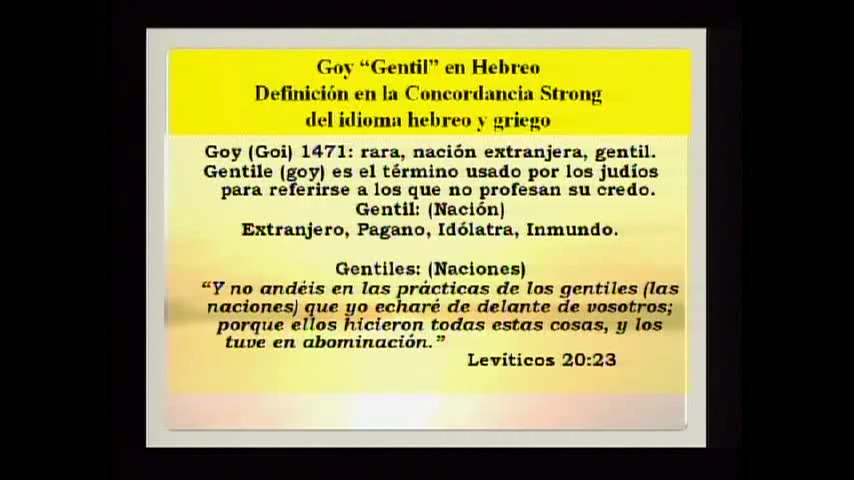 Goy “Gentil” en Hebreo
Definición en la Concordancia Strong
del idioma hebreo y griego
Goy (Goi) 1471: rara, nación extranjera, gentil.
Gentile (goy) es el término usado por los judíos
para referirse a los que no profesan su credo.
Gentil: (Nación)
Extranjero, Pagano, Idólatra, Inmundo.
Gentiles: (Naciones)
“Y no andéis en las prácticas de los gentiles (las
naciones) que yo echaré de delante de vosotros;
porque ellos hicieron todas estas cosas, y los
tuve en abominación.”
Levíticos 20:23